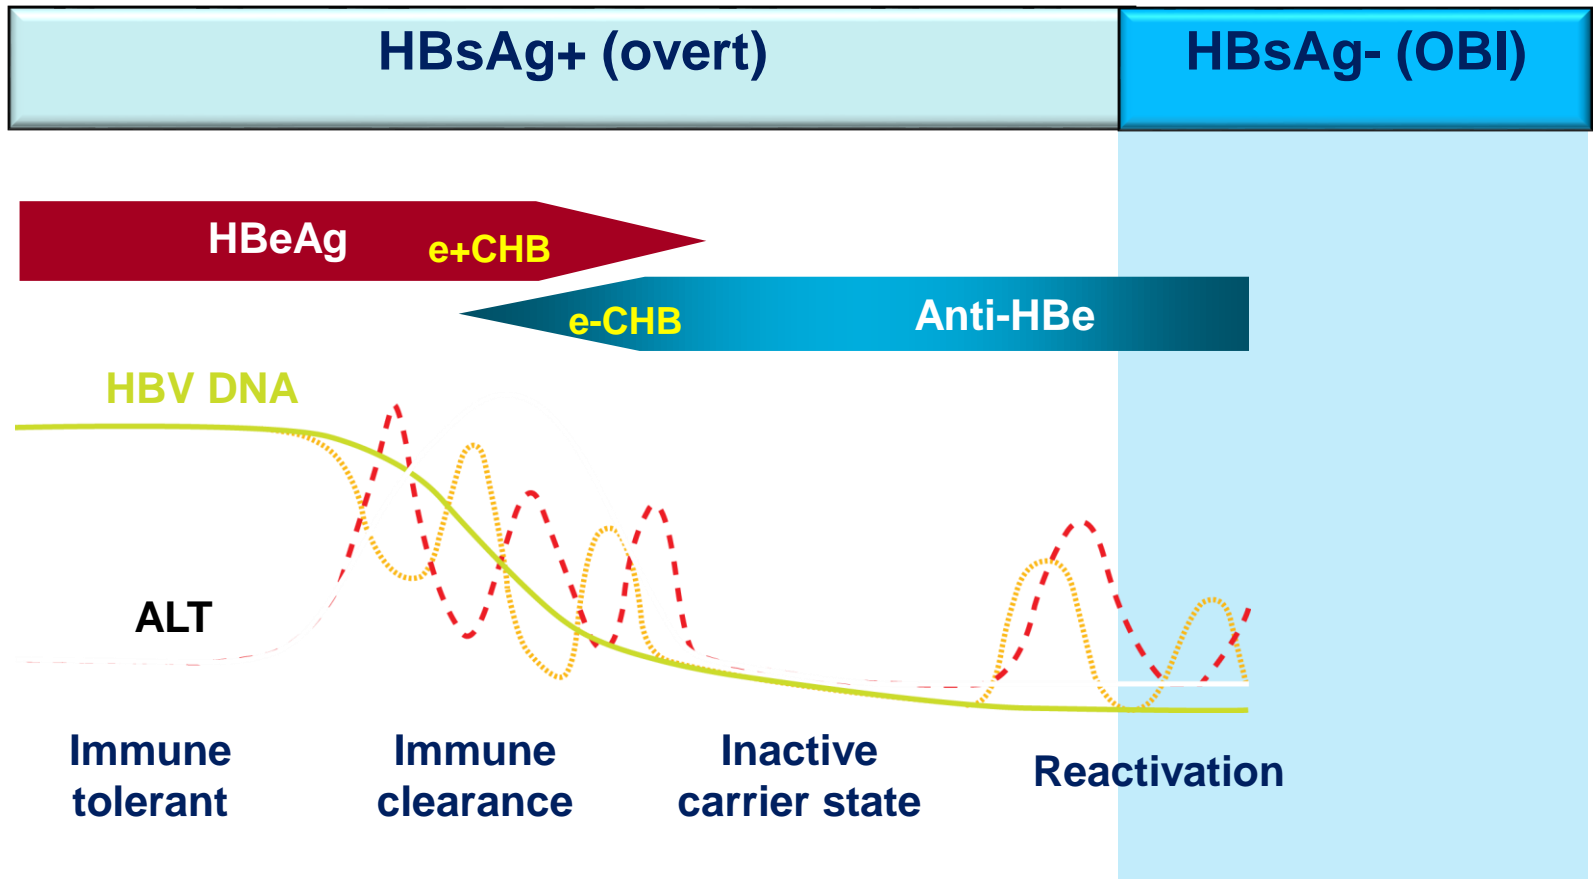 HBsAg+ (overt)
HBsAg- (OBI)
HBeAg
e+CHB
e-CHB
Anti-HBe
HBV DNA
ALT
Immune
tolerant
Immune
clearance
Inactive
carrier state
Reactivation